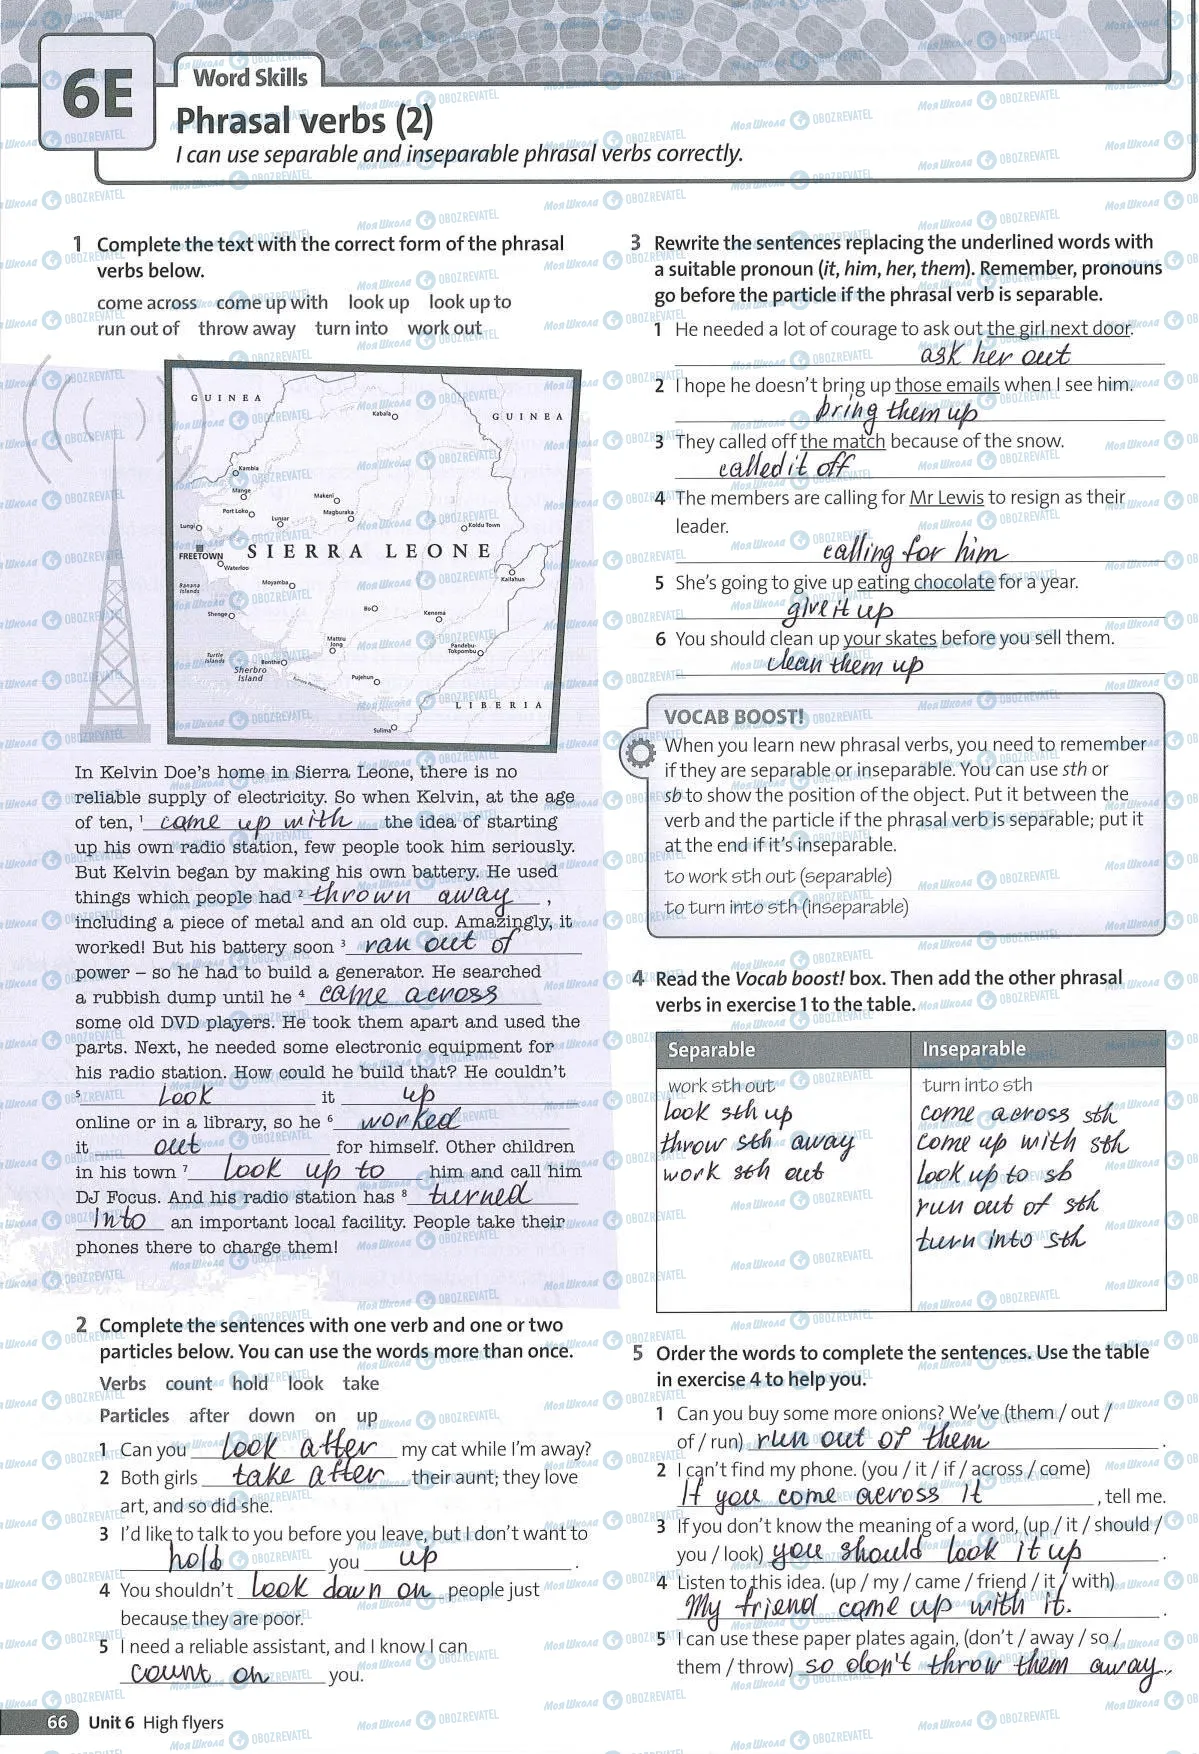 6E
Word Skills
Phrasal verbs (2)
I can use separable and inseparable phrasal verbs correctly.
1 Complete the text with the correct form of the phrasal
verbs below.
come across come up with look up look up to
run out of throw away turn into work out
GUINEA
GUINEA
Kabala
Kambia
Mange
Makeni
Port Loko
Lunsar
Magburaka
Lungi
Koidu Town
FREETOWN
SIERRA LEONE
Waterloo
Kailahun
Banana
Islands
Moyamba
Bo
Kenema
Shenge
Mattru
Jong
Pandebu-
Tokpombu
Turtle
Islands
Bonthe
Sherbro
Island
Pujehun
LIBERIA
Sulima
In Kelvin Doe's home in Sierra Leone, there is no
reliable supply of electricity. So when Kelvin, at the age
of ten, 1 came up with the idea of starting
up his own radio station, few people took him seriously.
But Kelvin began by making his own battery. He used
things which people had 2 thrown away ,
including a piece of metal and an old cup. Amazingly, it
worked! But his battery soon 3 ran out of
power – so he had to build a generator. He searched
a rubbish dump until he 4 came across
some old DVD players. He took them apart and used the
parts. Next, he needed some electronic equipment for
his radio station. How could he build that? He couldn't
5 Look it up
online or in a library, so he 6 worked
it out for himself. Other children
in his town 7 look up to him and call him
DJ Focus. And his radio station has 8 turned
into an important local facility. People take their
phones there to charge them!
2 Complete the sentences with one verb and one or two
particles below. You can use the words more than once.
Verbs count hold look take
Particles after down on up
1 Can you look after my cat while I'm away?
2 Both girls take after their aunt; they love
art, and so did she.
3 I'd like to talk to you before you leave, but I don't want to
hold you up .
4 You shouldn't look down on people just
because they are poor.
5 I need a reliable assistant, and I know I can
count on you.
66 Unit 6 High flyers
3 Rewrite the sentences replacing the underlined words with
a suitable pronoun (it, him, her, them). Remember, pronouns
go before the particle if the phrasal verb is separable.
1 He needed a lot of courage to ask out the girl next door.
ask her out
2 I hope he doesn't bring up those emails when I see him.
bring them up
3 They called off the match because of the snow.
called it off
4 The members are calling for Mr Lewis to resign as their
leader.
calling for him
5 She's going to give up eating chocolate for a year.
give it up
6 You should clean up your skates before you sell them.
clean them up
VOCAB BOOST!
When you learn new phrasal verbs, you need to remember
if they are separable or inseparable. You can use sth or
sb to show the position of the object. Put it between the
verb and the particle if the phrasal verb is separable; put it
at the end if it's inseparable.
to work sth out (separable)
to turn into sth (inseparable)
4 Read the Vocab boost! box. Then add the other phrasal
verbs in exercise 1 to the table.
Separable Inseparable
work sth out turn into sth
look sth up come across sth
throw sth away come up with sth
work sth out look up to sb
run out of sth
turn into sth
5 Order the words to complete the sentences. Use the table
in exercise 4 to help you.
1 Can you buy some more onions? We've (them / out /
of / run) run out of them .
2 I can't find my phone. (you / it / if / across / come)
If you come across it , tell me.
3 If you don't know the meaning of a word, (up / it / should /
you / look) you should look it up .
4 Listen to this idea. (up / my / came / friend / it / with)
My friend came up with it. .
5 I can use these paper plates again, (don't / away / so /
them / throw) so don't throw them away .
Моя Школа OBOZREVATEL